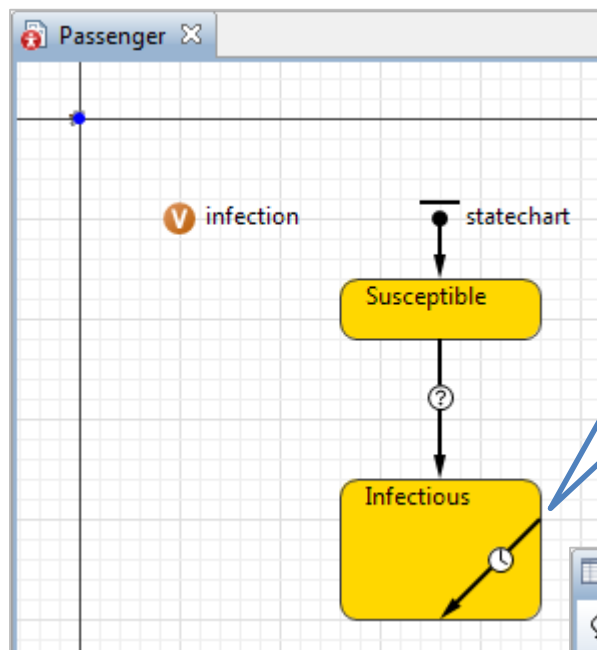 Passenger
V infection
statechart
Susceptible
?
Infectious